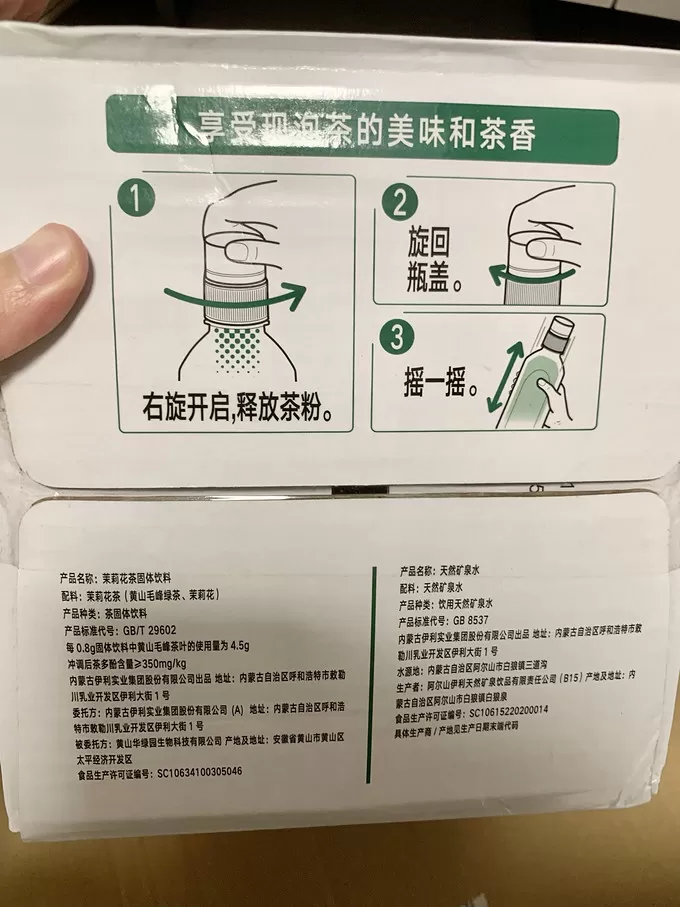 享受现泡茶的美味和茶香
1
右旋开启,释放茶粉。
2
旋回
瓶盖。
3
摇一摇。
产品名称：茉莉花茶固体饮料
配料：茉莉花茶（黄山毛峰绿茶、茉莉花）
产品种类：茶固体饮料
产品标准代号：GB/T 29602
每 0.8g固体饮料中黄山毛峰茶叶的使用量为 4.5g
冲调后茶多酚含量≥350mg/kg
内蒙古伊利实业集团股份有限公司出品 地址：内蒙古自治区呼和浩特市敕勒
川乳业开发区伊利大街 1 号
委托方：内蒙古伊利实业集团股份有限公司 (A) 地址：内蒙古自治区呼和浩
特市敕勒川乳业开发区伊利大街 1 号
被委托方：黄山华绿园生物科技有限公司 产地及地址：安徽省黄山市黄山区
太平经济开发区
食品生产许可证编号：SC10634100305046
产品名称：天然矿泉水
配料：天然矿泉水
产品种类：饮用天然矿泉水
产品标准代号：GB 8537
内蒙古伊利实业集团股份有限公司出品 地址：内蒙古自治区呼和浩特市敕
勒川乳业开发区伊利大街 1 号
水源地：内蒙古自治区阿尔山市白狼镇三道沟
生产者：阿尔山伊利天然矿泉饮品有限责任公司 (B15) 产地及地址：内
蒙古自治区阿尔山市白狼镇白狼泉
食品生产许可证编号：SC10615220200014
具体生产商 / 产地见生产日期末端代码